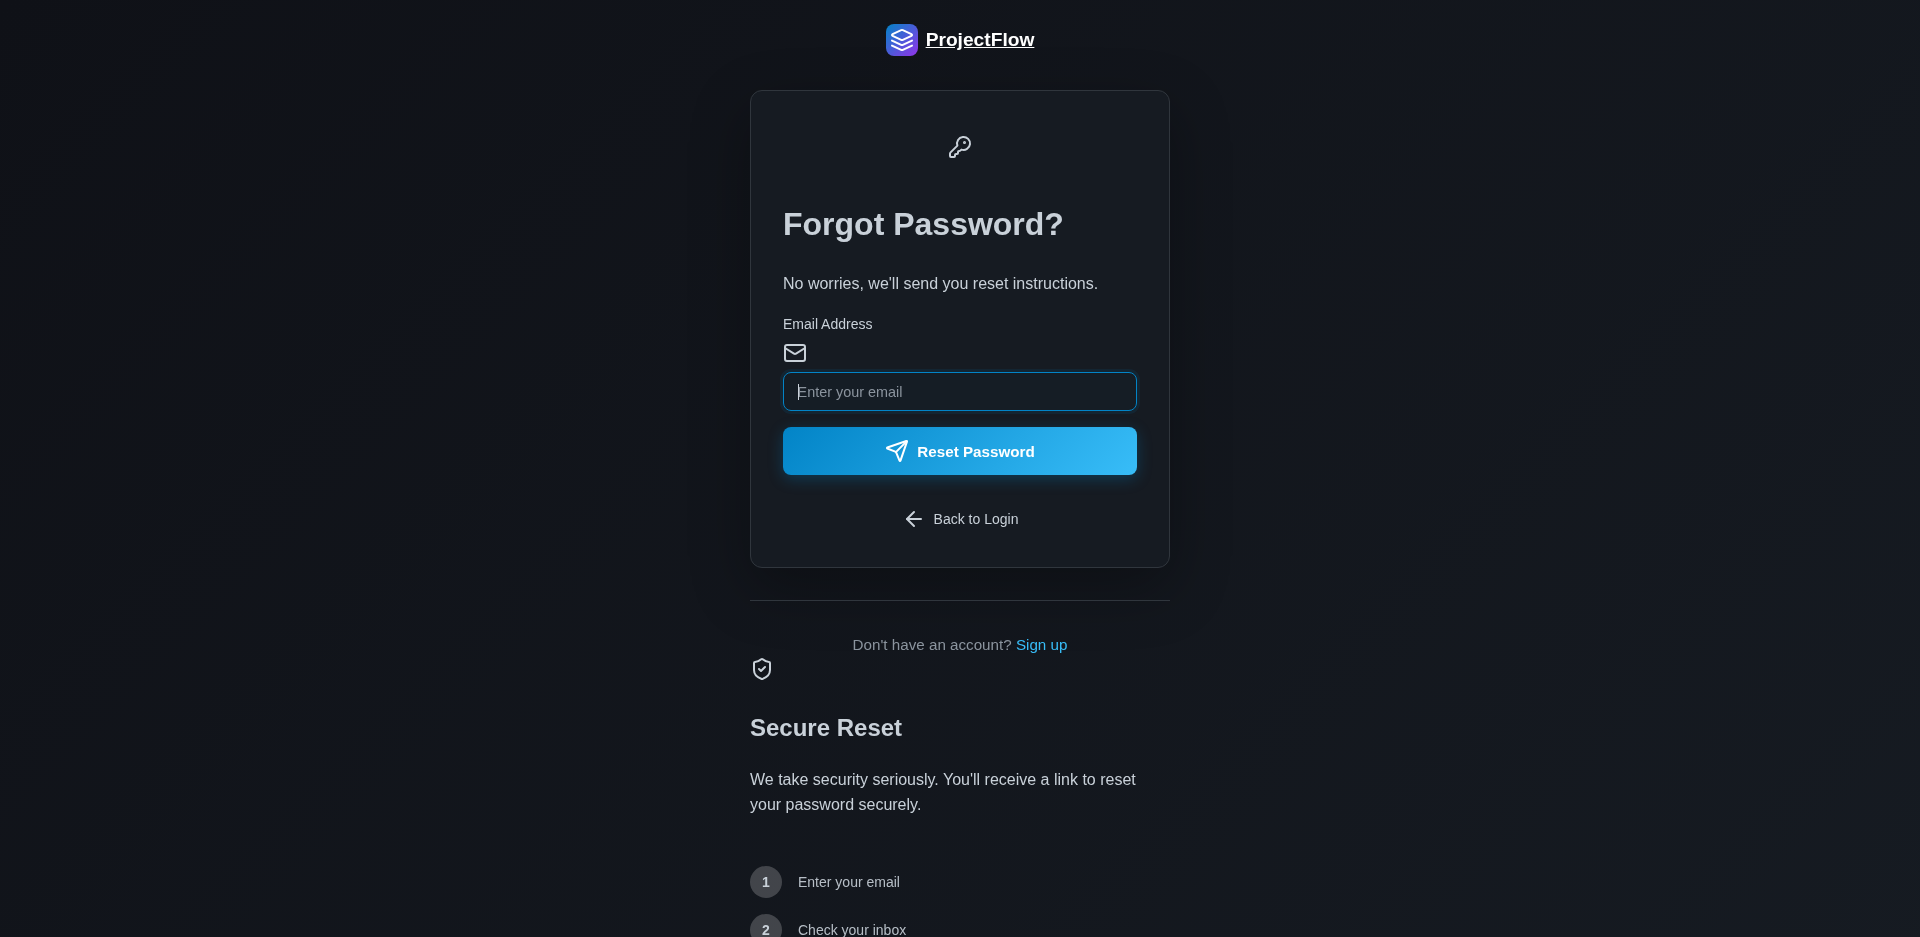 ProjectFlow
Forgot Password?
No worries, we'll send you reset instructions.
Email Address
Enter your email
Reset Password
Back to Login
Don't have an account? Sign up
Secure Reset
We take security seriously. You'll receive a link to reset
your password securely.
1 Enter your email
2 Check your inbox